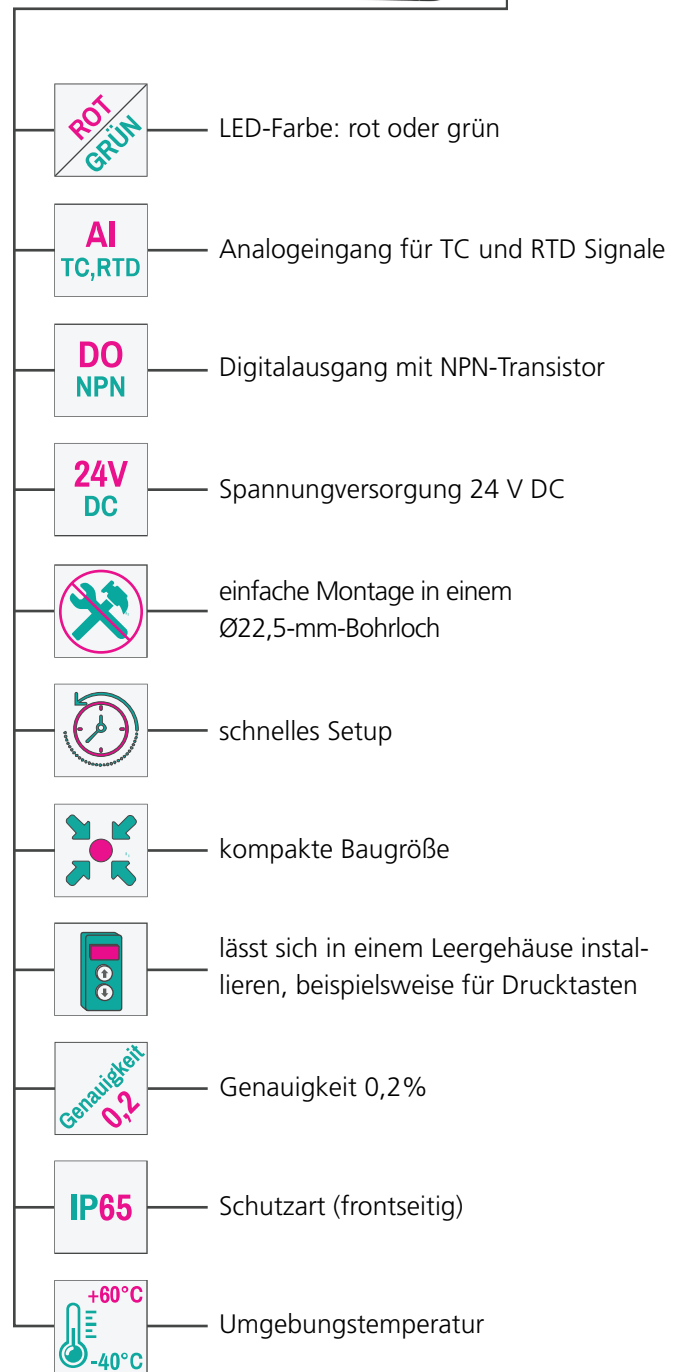 ROT
GRÜN
LED-Farbe: rot oder grün
AI
TC,RTD
Analogeingang für TC und RTD Signale
DO
NPN
Digitalausgang mit NPN-Transistor
24V
DC
Spannungversorgung 24 V DC
einfache Montage in einem
Ø22,5-mm-Bohrloch
schnelles Setup
kompakte Baugröße
lässt sich in einem Leergehäuse instal-
lieren, beispielsweise für Drucktasten
Genauigkeit
0,2
Genauigkeit 0,2%
IP65
Schutzart (frontseitig)
+60°C
-40°C
Umgebungstemperatur